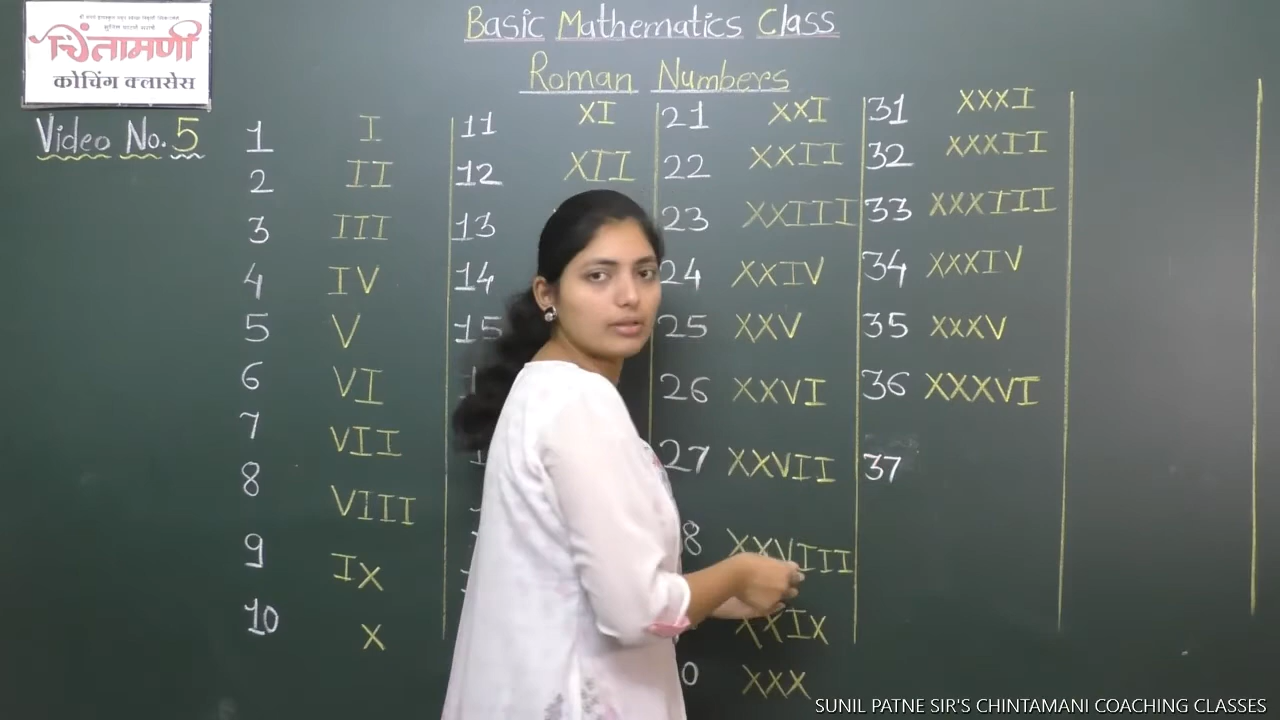 Basic Mathematics Class
Roman Numbers
चिंतामणी
कोचिंग क्लासेस
Video No. 5
1 I
2 II
3 III
4 IV
5 V
6 VI
7 VII
8 VIII
9 IX
10 X
11 XI
12 XII
13
14
15
21 XXI
22 XXII
23 XXIII
24 XXIV
25 XXV
26 XXVI
27 XXVII
8 XXVIII
XXIX
0 XXX
31 XXXI
32 XXXII
33 XXXIII
34 XXXIV
35 XXXV
36 XXXVI
37
SUNIL PATNE SIR'S CHINTAMANI COACHING CLASSES